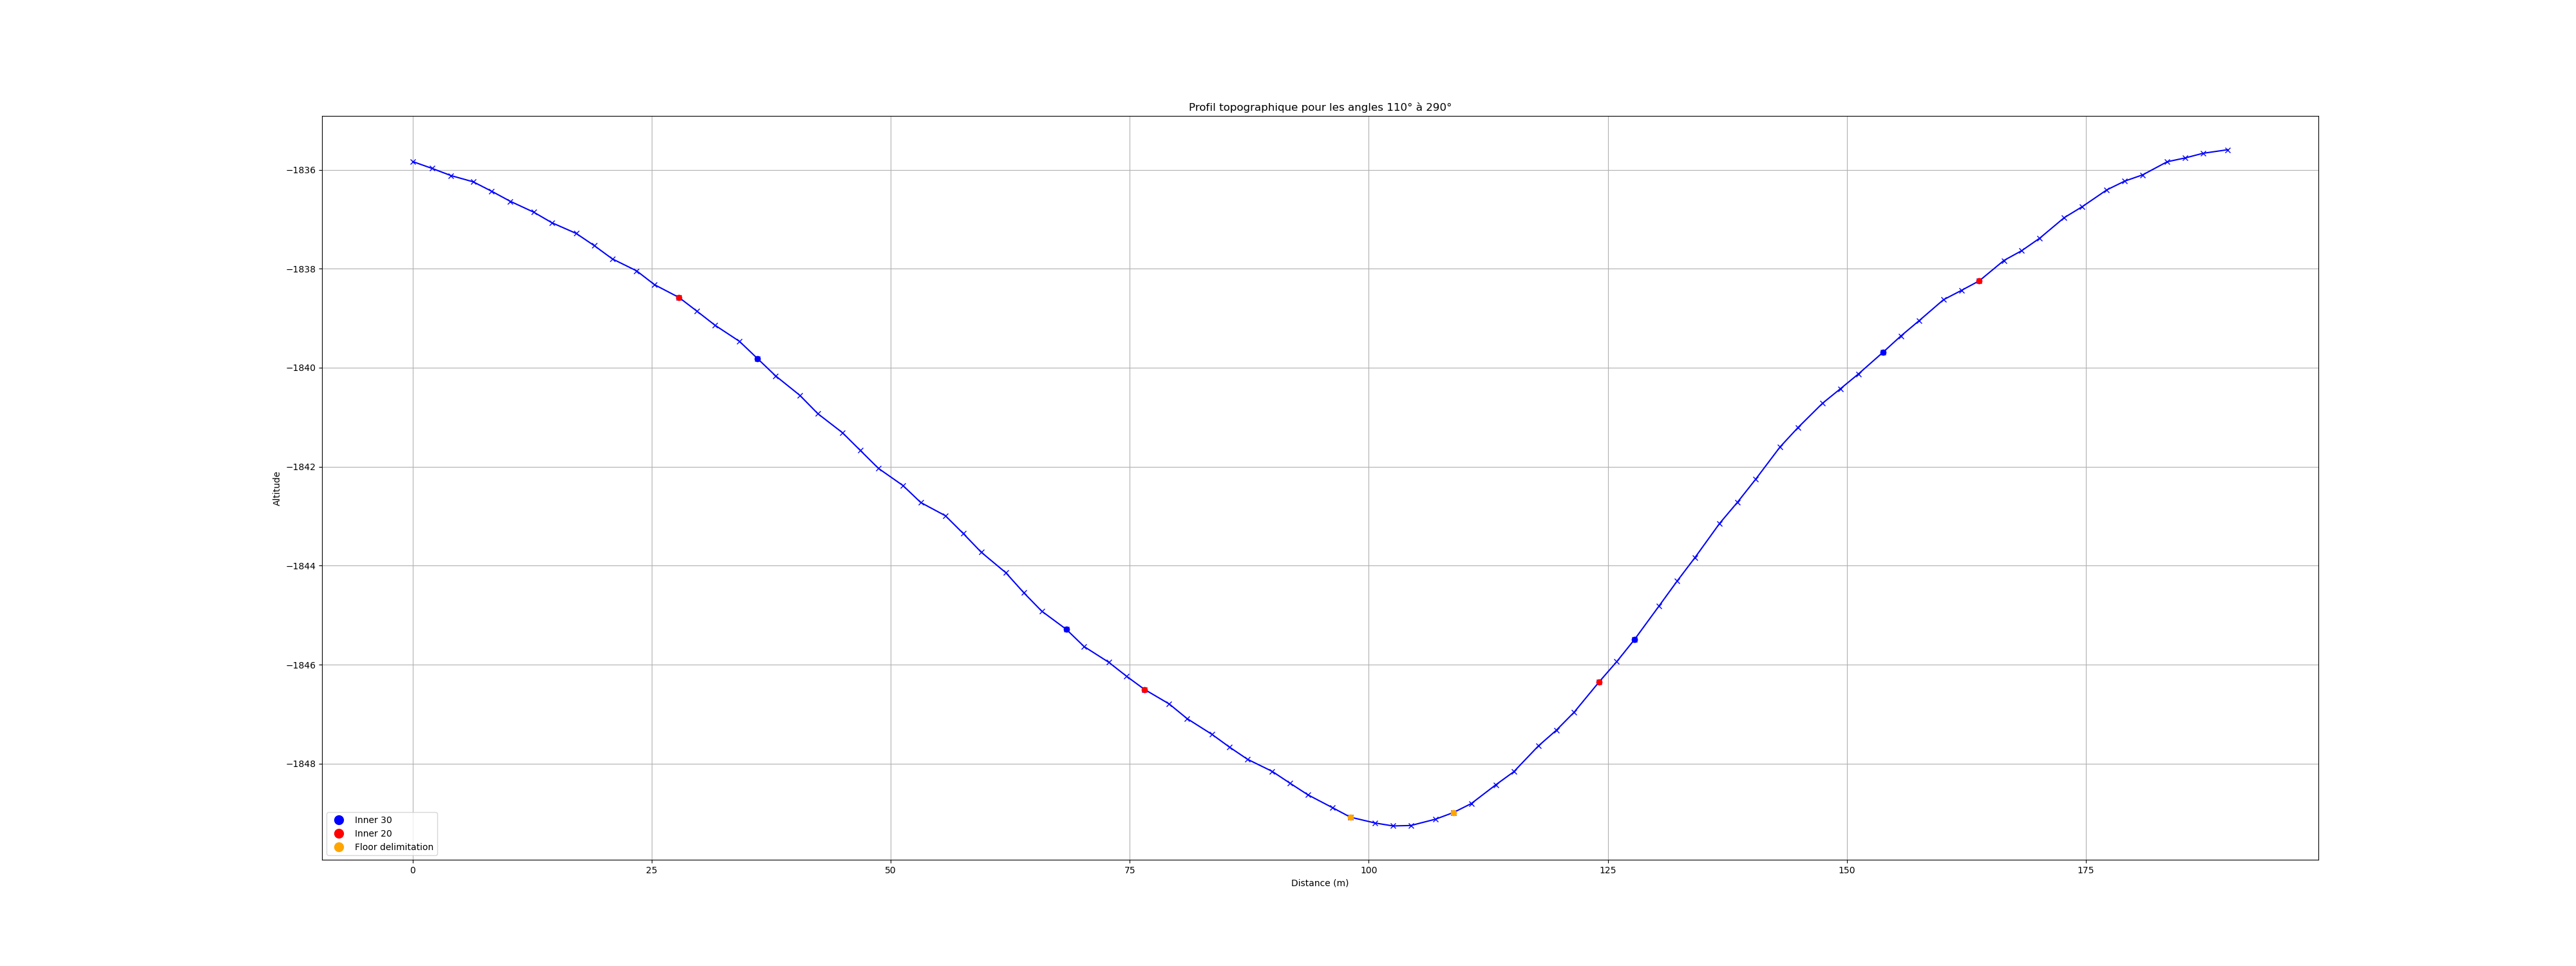 Profil topographique pour les angles 110° à 290°
Altitude
−1836
−1838
−1840
−1842
−1844
−1846
−1848
Inner 30
Inner 20
Floor delimitation
0
25
50
75
100
125
150
175
Distance (m)